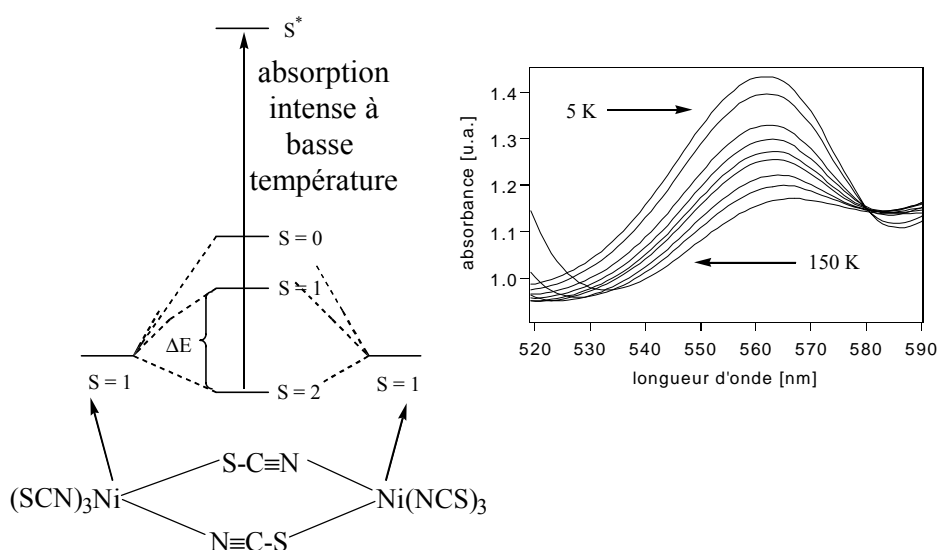 S*
absorption
intense à
basse
température
S = 0
S = 1
ΔE
S = 1
S = 2
S = 1
S-C≡N
(SCN)₃Ni
Ni(NCS)₃
N≡C-S
absorbance [u.a.]
1.4
1.3
1.2
1.1
1.0
5 K
150 K
520 530 540 550 560 570 580 590
longueur d'onde [nm]